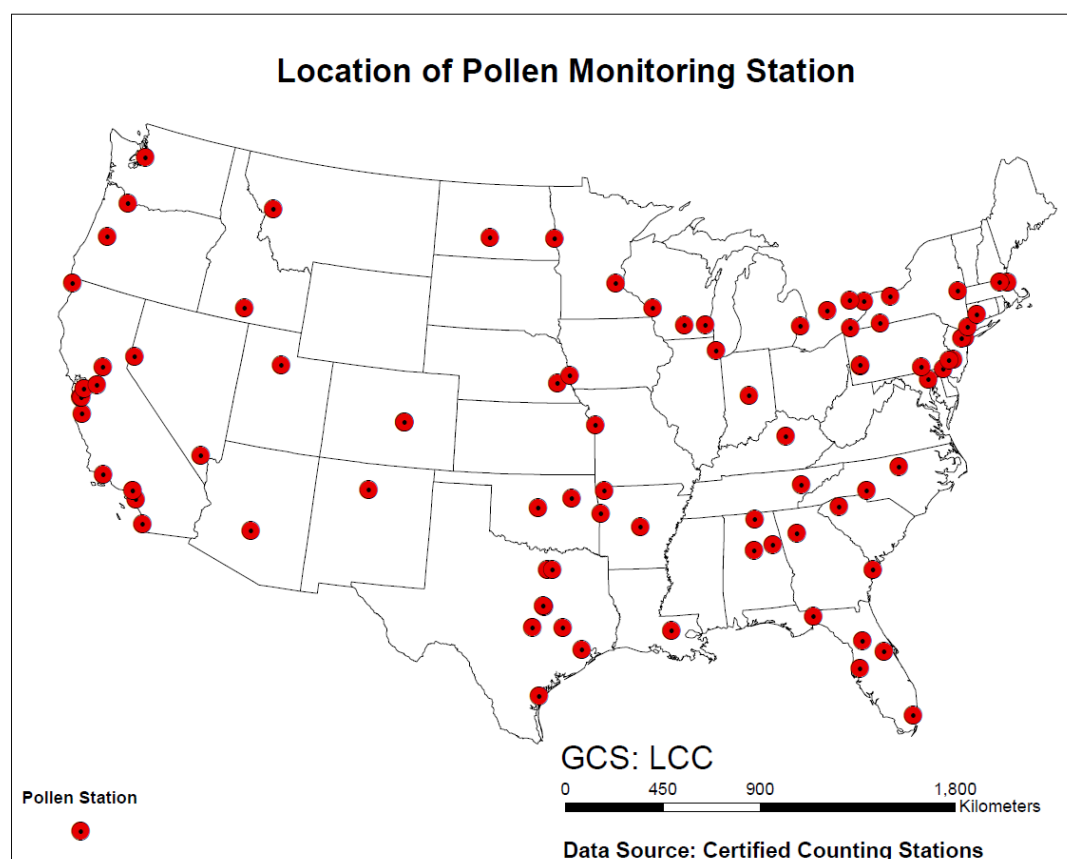 Location of Pollen Monitoring Station
GCS: LCC
0 450 900 1,800
Kilometers
Pollen Station
Data Source: Certified Counting Stations